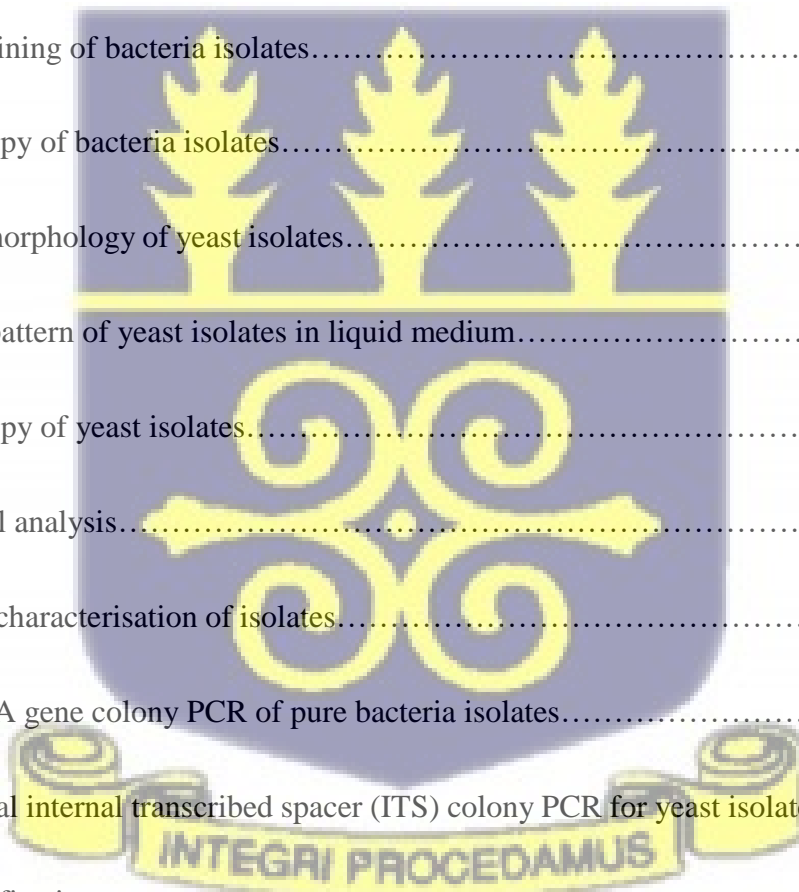 ining of bacteria isolates……………………………………………
py of bacteria isolates………………………………………………
morphology of yeast isolates………………………………………
pattern of yeast isolates in liquid medium…………………………
py of yeast isolates…………………………………………………
l analysis……………………………………………………………
characterisation of isolates…………………………………………
A gene colony PCR of pure bacteria isolates………………………
al internal transcribed spacer (ITS) colony PCR for yeast isolate
INTEGRI PROCEDAMUS